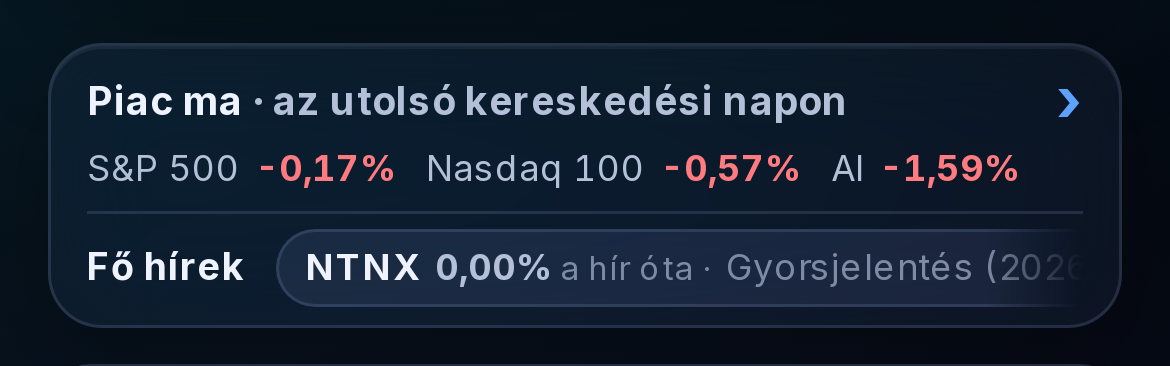 Piac ma · az utolsó kereskedési napon
S&P 500 -0,17% Nasdaq 100 -0,57% AI -1,59%
Fő hírek NTNX 0,00% a hír óta · Gyorsjelentés (2026